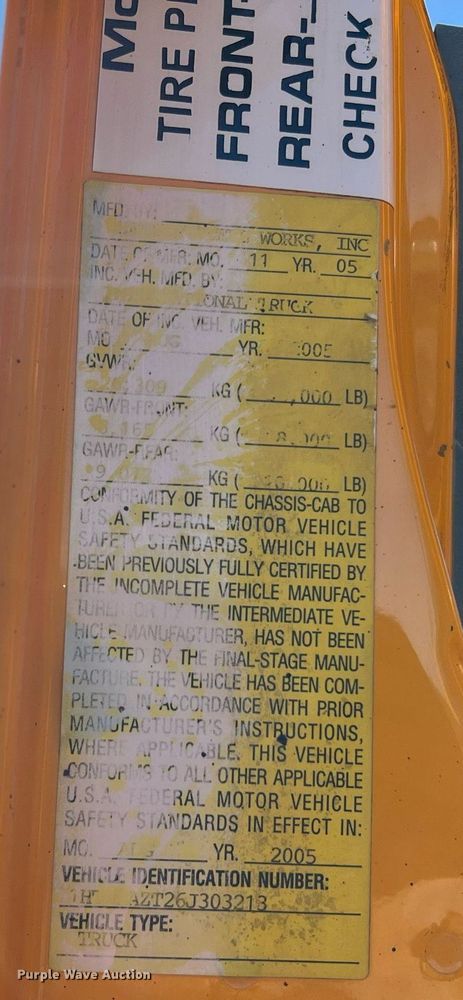 TIRE
FRONT-
REAR-
CHECK
MFD. BY:
WORKS, INC
DATE OF MFR: MO. 11 YR. 05
INC. VEH. MFD. BY:
TRUCK
DATE OF INC. VEH. MFR:
MO. YR.
GVWR:
KG ( LB)
GAWR-FRONT:
KG ( LB)
GAWR-REAR:
KG ( LB)
CONFORMITY OF THE CHASSIS-CAB TO
U.S.A. FEDERAL MOTOR VEHICLE
SAFETY STANDARDS, WHICH HAVE
BEEN PREVIOUSLY FULLY CERTIFIED BY
THE INCOMPLETE VEHICLE MANUFAC-
TURER OR BY THE INTERMEDIATE VE-
HICLE MANUFACTURER, HAS NOT BEEN
AFFECTED BY THE FINAL-STAGE MANU-
FACTURE. THE VEHICLE HAS BEEN COM-
PLETED IN ACCORDANCE WITH PRIOR
MANUFACTURER'S INSTRUCTIONS,
WHERE APPLICABLE. THIS VEHICLE
CONFORMS TO ALL OTHER APPLICABLE
U.S.A. FEDERAL MOTOR VEHICLE
SAFETY STANDARDS IN EFFECT IN:
MO. YR. 2005
VEHICLE IDENTIFICATION NUMBER:
VEHICLE TYPE:
TRUCK
Purple Wave Auction